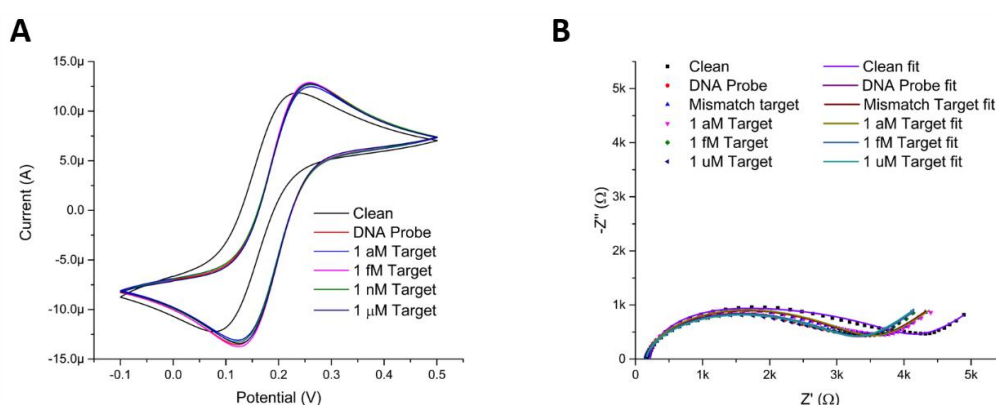 A
15.0μ
10.0μ
5.0μ
0.0
-5.0μ
-10.0μ
-15.0μ
Current (A)
Clean
DNA Probe
1 aM Target
1 fM Target
1 nM Target
1 μM Target
-0.1 0.0 0.1 0.2 0.3 0.4 0.5
Potential (V)
B
5k
4k
3k
2k
1k
0
-Z'' (Ω)
Clean Clean fit
DNA Probe DNA Probe fit
Mismatch target Mismatch Target fit
1 aM Target 1 aM Target fit
1 fM Target 1 fM Target fit
1 uM Target 1 uM Target fit
0 1k 2k 3k 4k 5k
Z' (Ω)